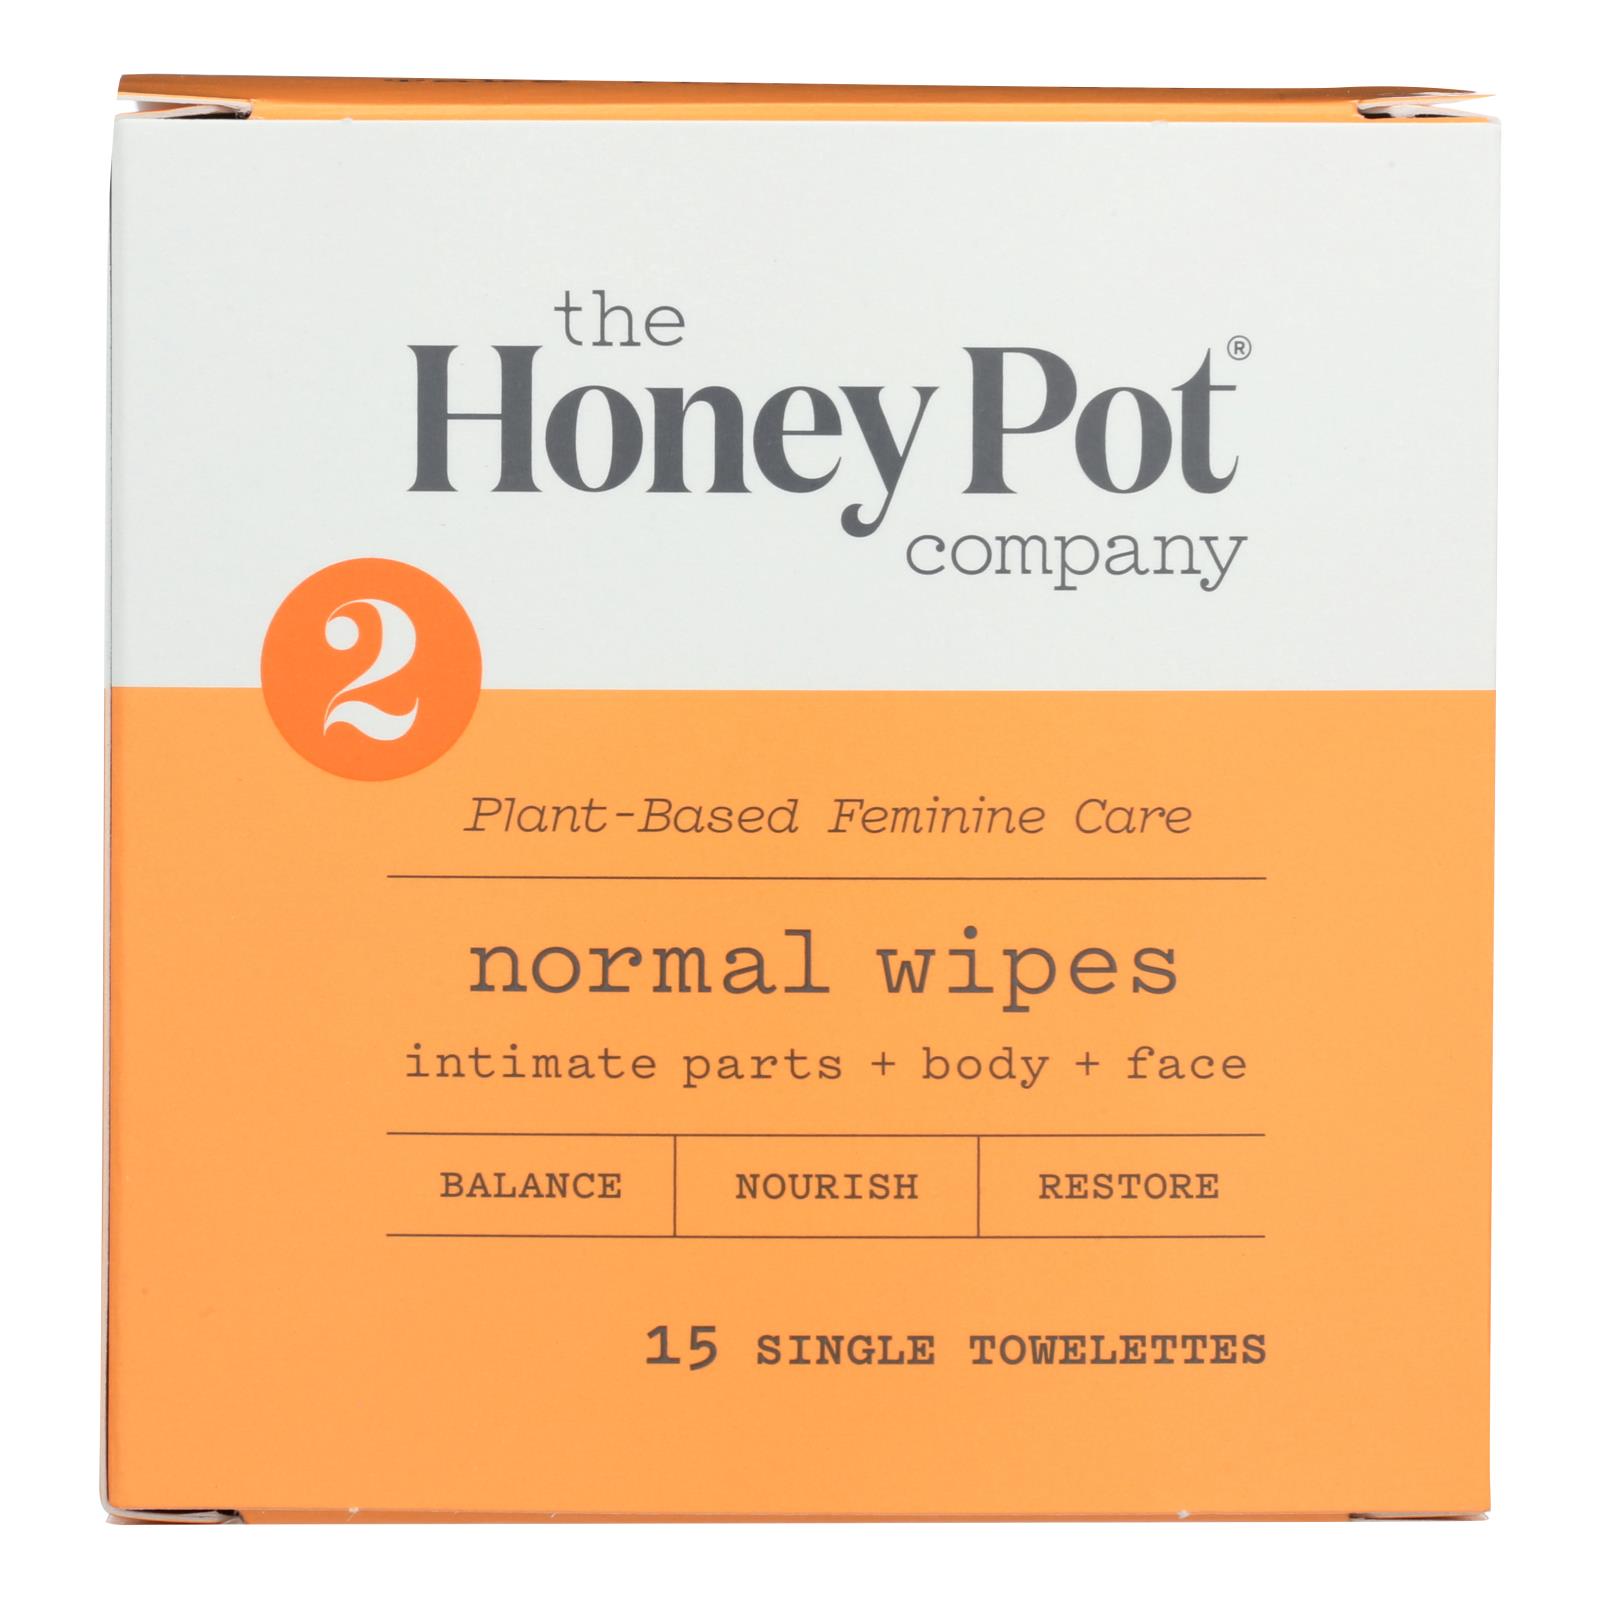 the
Honey Pot®
company
2
Plant-Based Feminine Care
normal wipes
intimate parts + body + face
BALANCE NOURISH RESTORE
15 SINGLE TOWELETTES